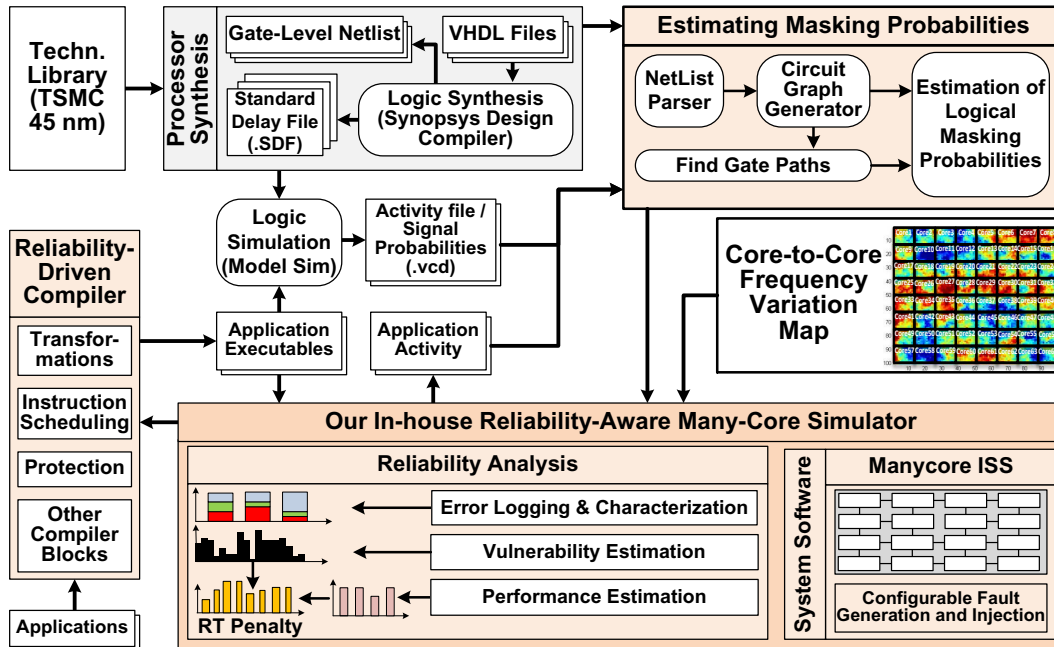 Techn.
Library
(TSMC
45 nm)
Processor
Synthesis
Gate-Level Netlist
VHDL Files
Standard
Delay File
(.SDF)
Logic Synthesis
(Synopsys Design
Compiler)
Estimating Masking Probabilities
NetList
Parser
Circuit
Graph
Generator
Estimation of
Logical
Masking
Probabilities
Find Gate Paths
Logic
Simulation
(Model Sim)
Activity file /
Signal
Probabilities
(.vcd)
Core-to-Core
Frequency
Variation
Map
Reliability-
Driven
Compiler
Transfor-
mations
Instruction
Scheduling
Protection
Other
Compiler
Blocks
Applications
Application
Executables
Application
Activity
Our In-house Reliability-Aware Many-Core Simulator
Reliability Analysis
Error Logging & Characterization
Vulnerability Estimation
Performance Estimation
RT Penalty
System Software
Manycore ISS
Configurable Fault
Generation and Injection